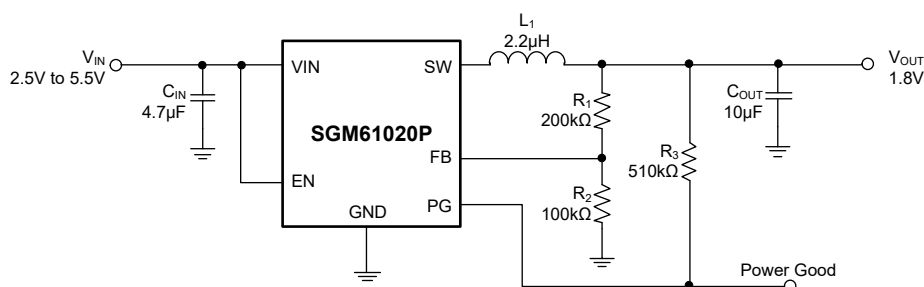 L1
2.2μH
VIN
2.5V to 5.5V
CIN
4.7μF
VIN
SW
SGM61020P
EN
FB
PG
GND
R1
200kΩ
R2
100kΩ
R3
510kΩ
COUT
10μF
VOUT
1.8V
Power Good